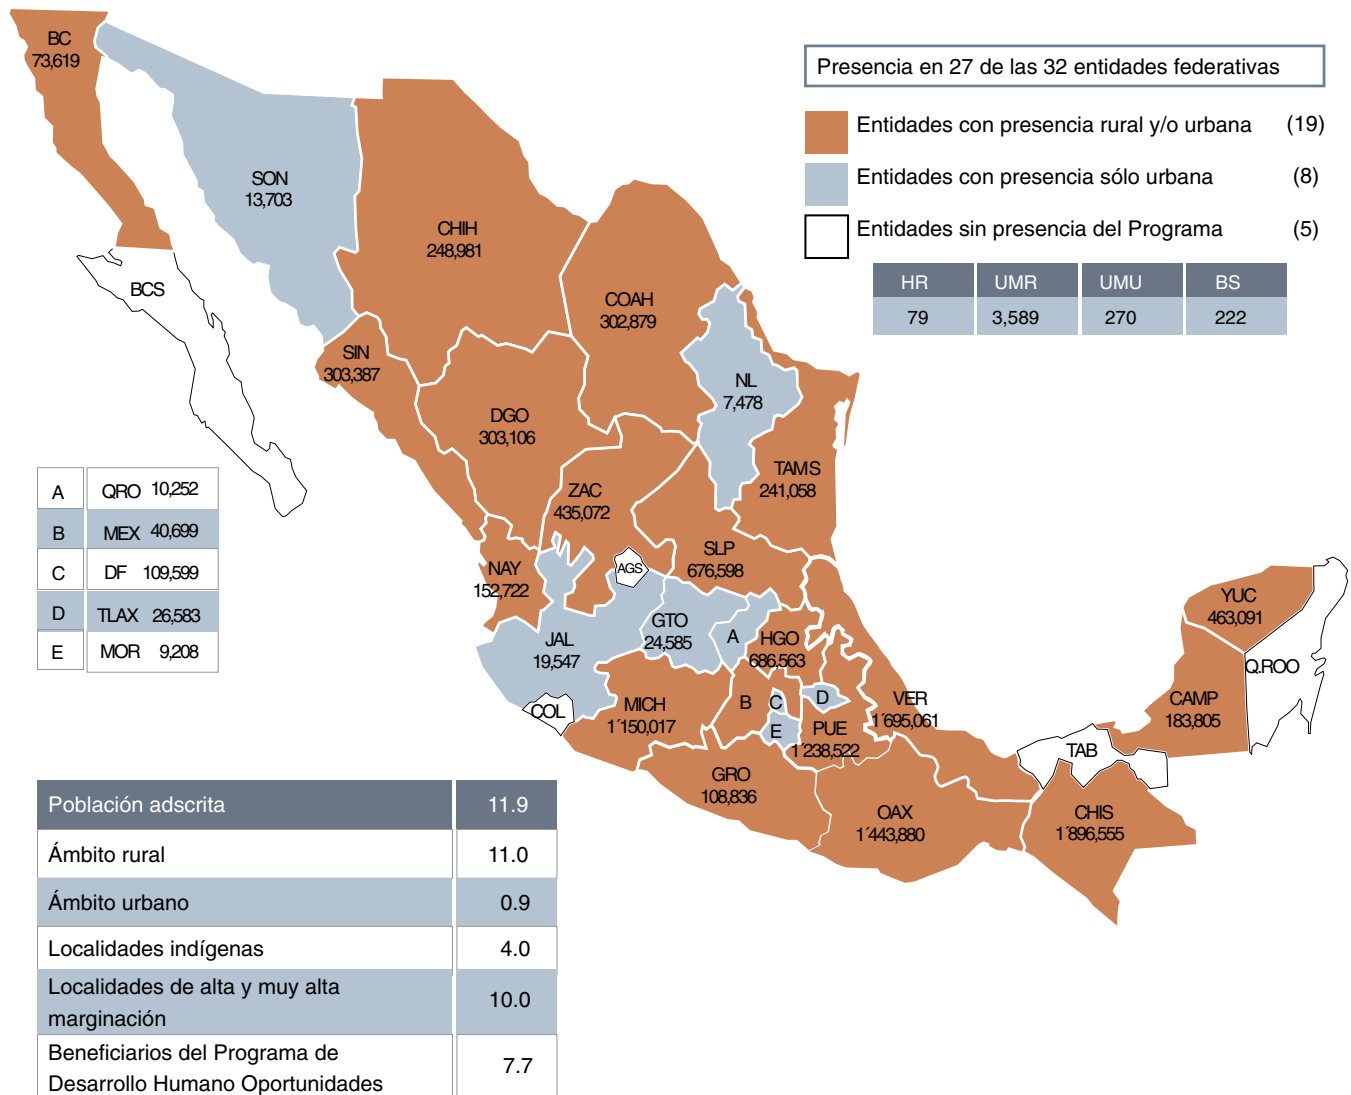 BC
73,619
Presencia en 27 de las 32 entidades federativas
Entidades con presencia rural y/o urbana (19)
Entidades con presencia sólo urbana (8)
Entidades sin presencia del Programa (5)
HR UMR UMU BS
79 3,589 270 222
SON
13,703
CHIH
248,981
BCS
COAH
302,879
SIN
303,387
NL
7,478
DGO
303,106
TAMS
241,058
ZAC
435,072
A QRO 10,252
B MEX 40,699
C DF 109,599
D TLAX 26,583
E MOR 9,208
SLP
676,598
NAY
152,722
AGS
YUC
463,091
GTO
24,585
A
HGO
686,563
JAL
19,547
Q.ROO
COL
MICH
1´150,017
B
C
D
E
VER
1´695,061
CAMP
183,805
PUE
1´238,522
TAB
GRO
108,836
OAX
1´443,880
CHIS
1´896,555
Población adscrita 11.9
Ámbito rural 11.0
Ámbito urbano 0.9
Localidades indígenas 4.0
Localidades de alta y muy alta
marginación 10.0
Beneficiarios del Programa de
Desarrollo Humano Oportunidades 7.7